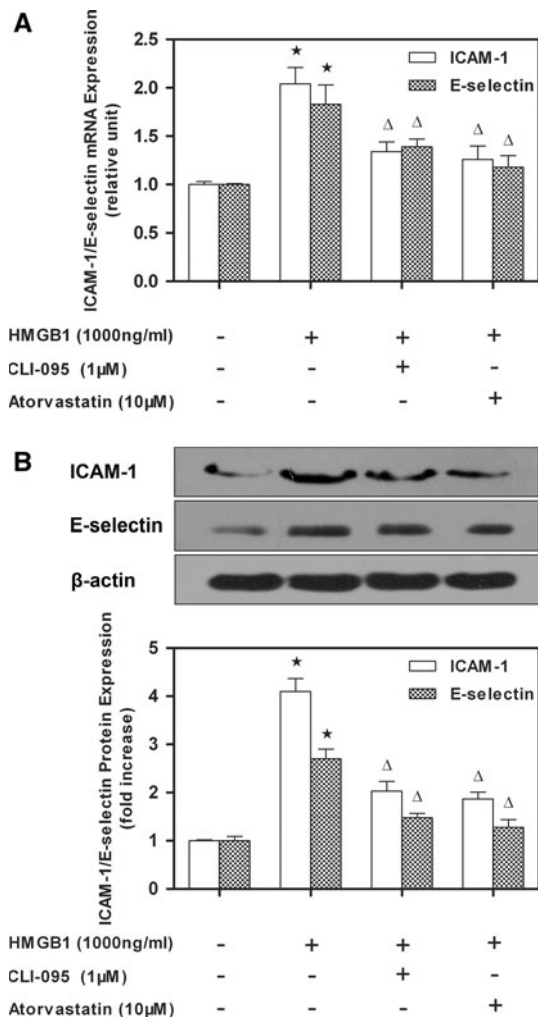 A
ICAM-1/E-selectin mRNA Expression
(relative unit)
2.5
2.0
1.5
1.0
0.5
0.0
★ ★
Δ Δ
Δ Δ
ICAM-1
E-selectin
HMGB1 (1000ng/ml) - + + +
CLI-095 (1μM) - - + -
Atorvastatin (10μM) - - - +
B
ICAM-1
E-selectin
β-actin
ICAM-1/E-selectin Protein Expression
(fold increase)
5
4
3
2
1
0
★ ★
Δ Δ
Δ Δ
ICAM-1
E-selectin
HMGB1 (1000ng/ml) - + + +
CLI-095 (1μM) - - + -
Atorvastatin (10μM) - - - +